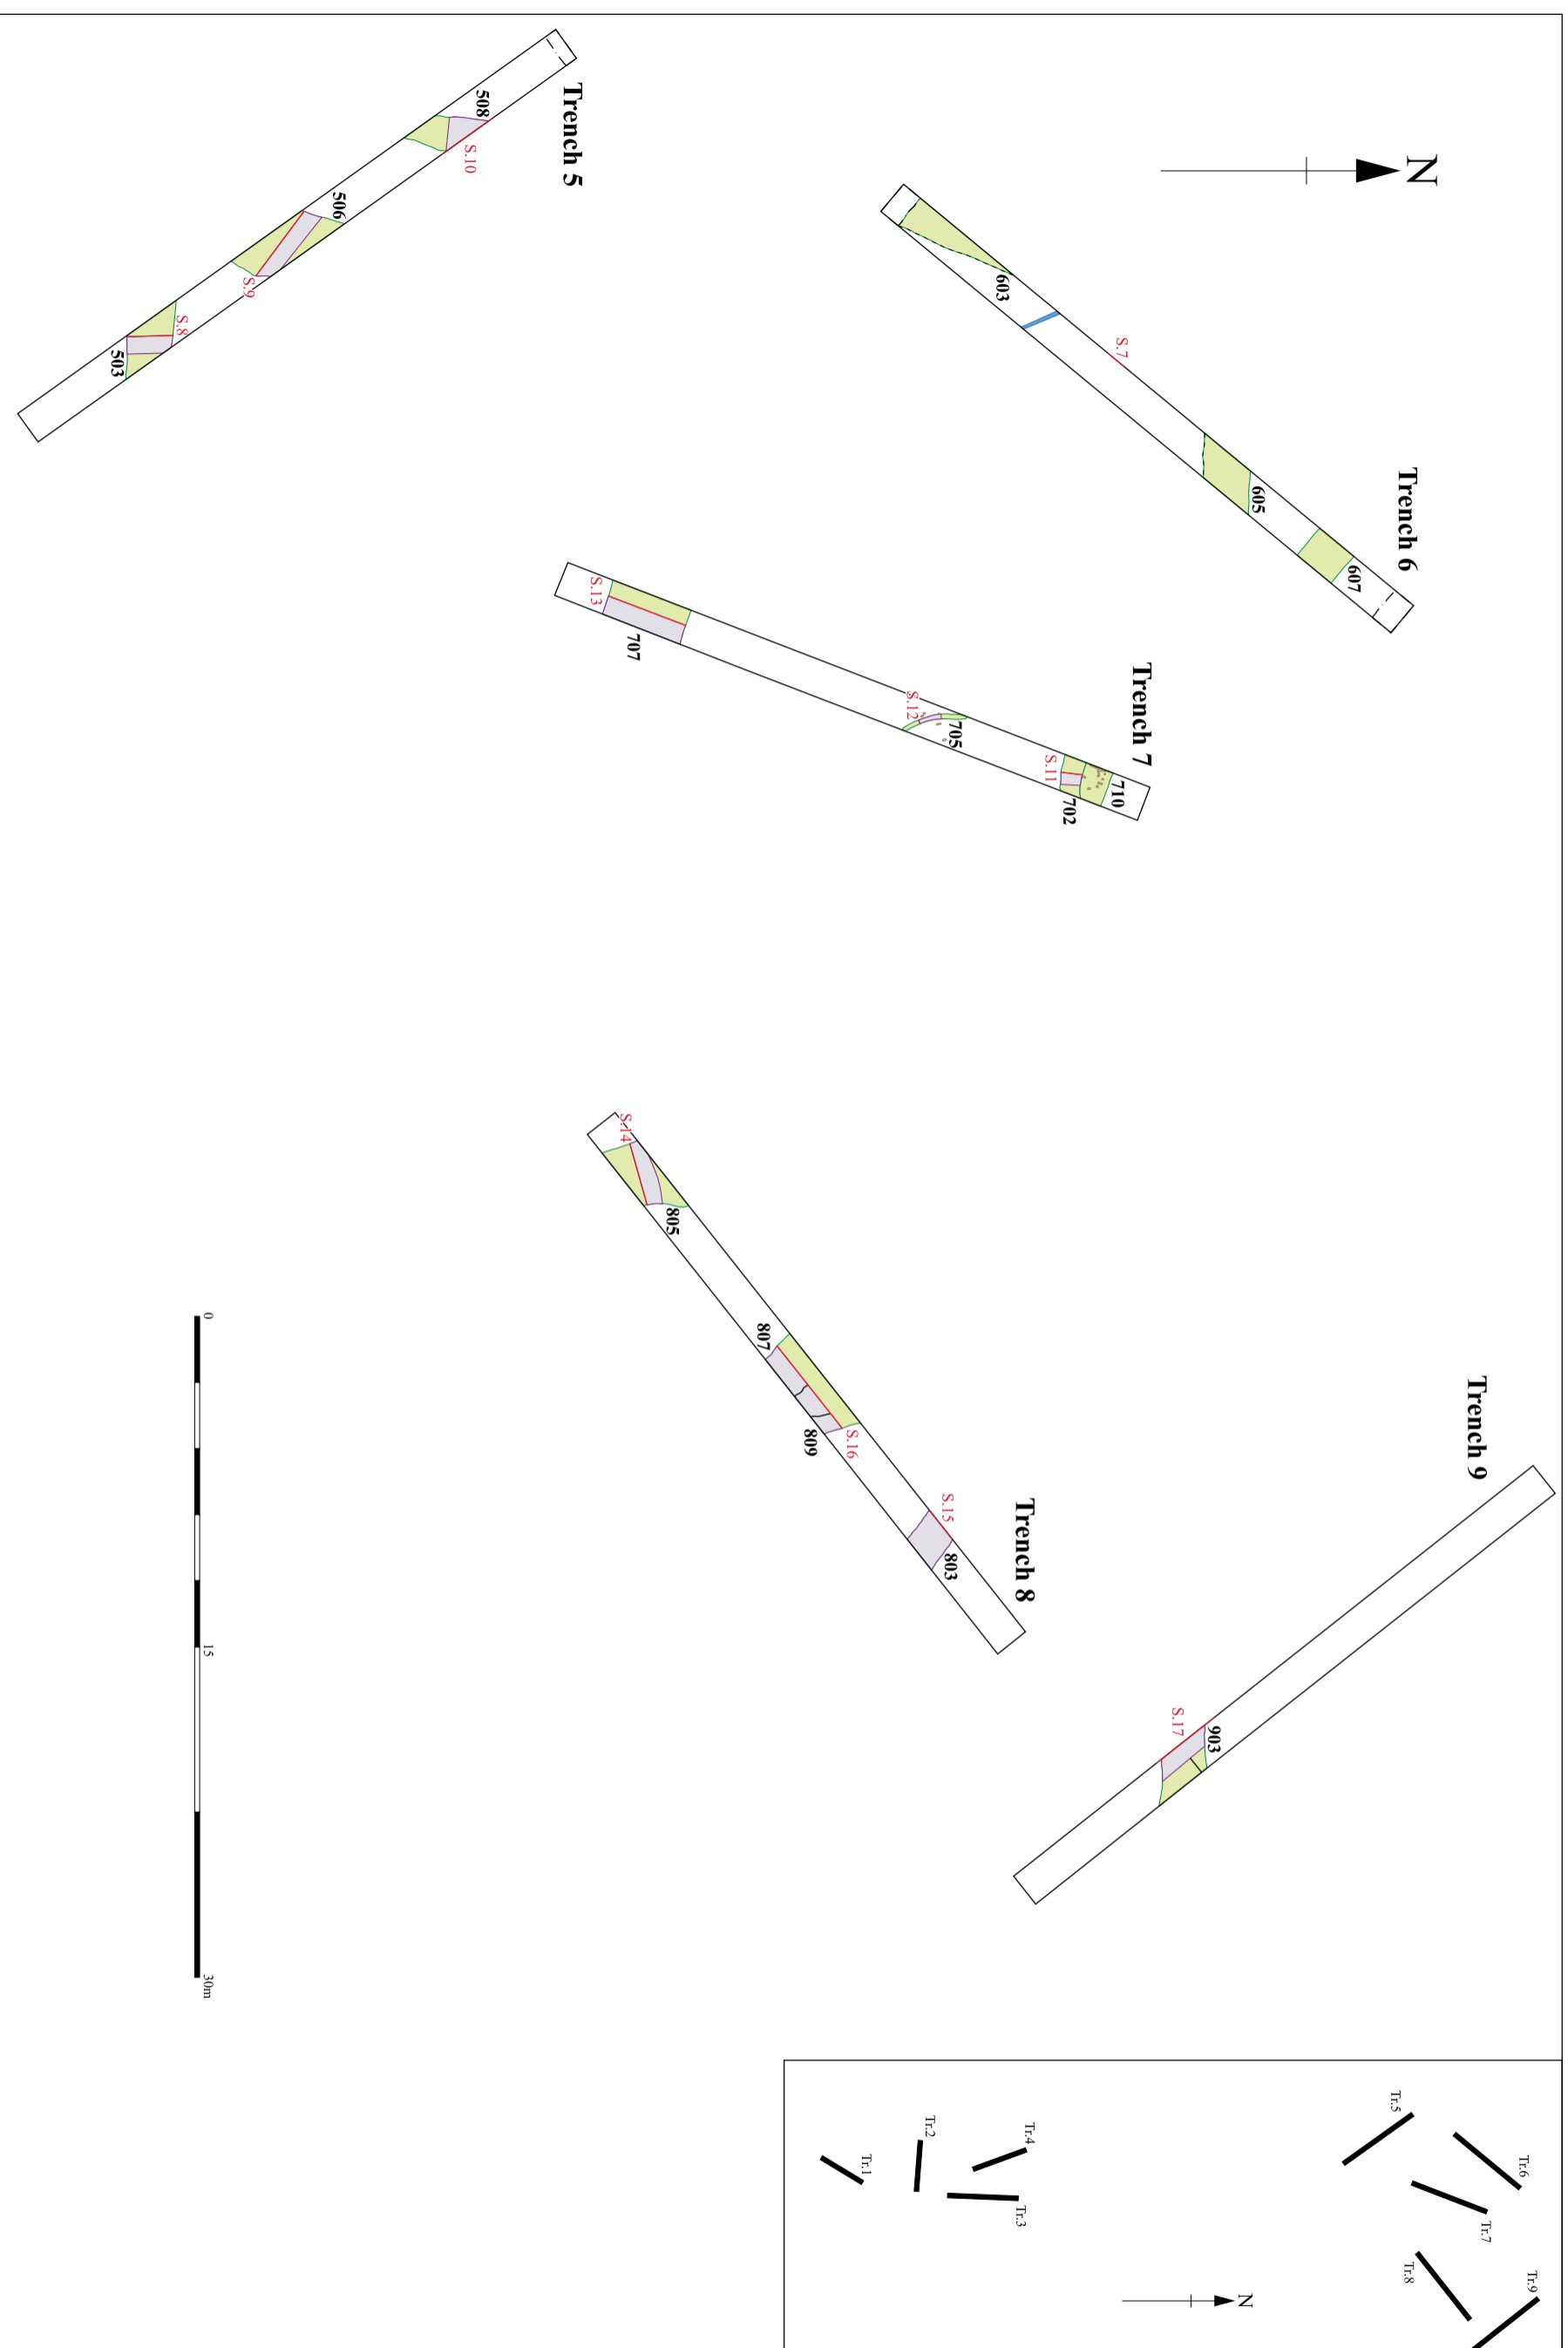 N
Trench 5
508
S.10
506
S.9
S.8
503
Trench 6
603
S.7
605
607
Trench 7
S.13
707
S.12
705
S.11
702
710
Trench 8
S.14
805
807
809
S.16
S.15
803
Trench 9
S.17
903
0
15
30m
Tr.5
Tr.6
Tr.7
Tr.8
Tr.9
Tr.4
Tr.2
Tr.1
Tr.3
N